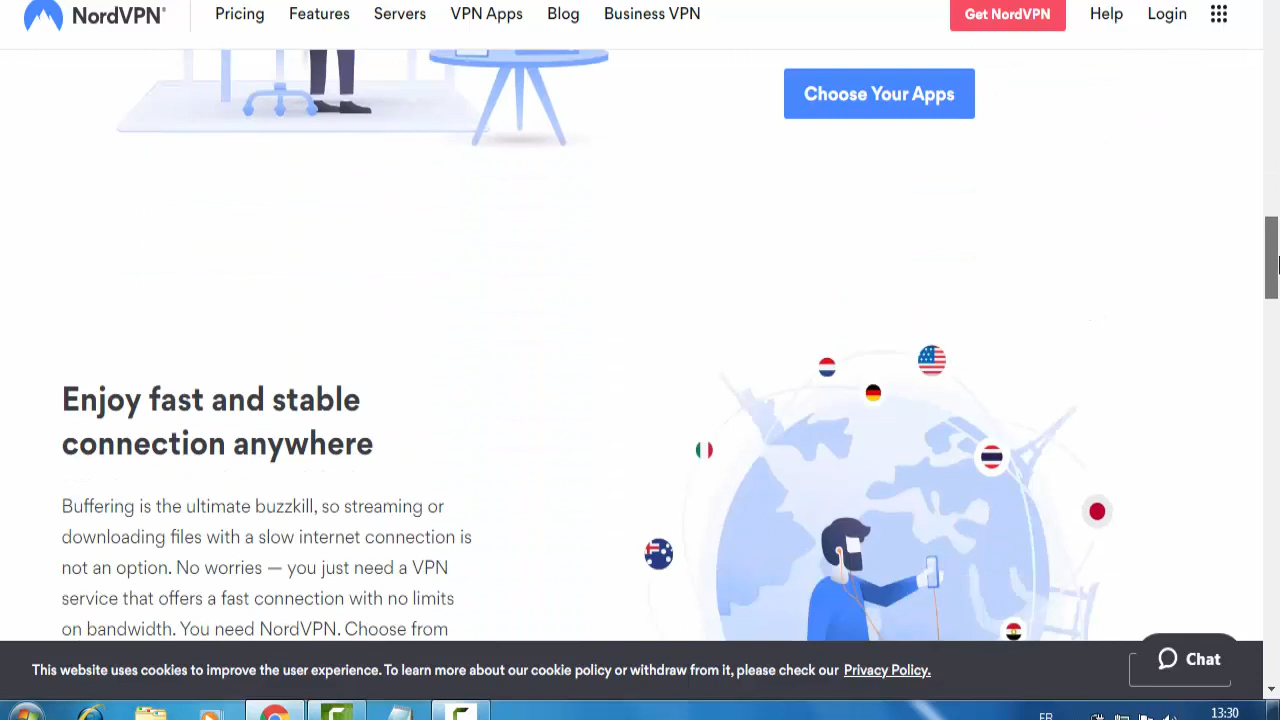 NordVPN®
Pricing Features Servers VPN Apps Blog Business VPN Get NordVPN Help Login
Choose Your Apps
Enjoy fast and stable
connection anywhere
Buffering is the ultimate buzzkill, so streaming or
downloading files with a slow internet connection is
not an option. No worries — you just need a VPN
service that offers a fast connection with no limits
on bandwidth. You need NordVPN. Choose from
This website uses cookies to improve the user experience. To learn more about our cookie policy or withdraw from it, please check our Privacy Policy.
Chat
FR 13:30